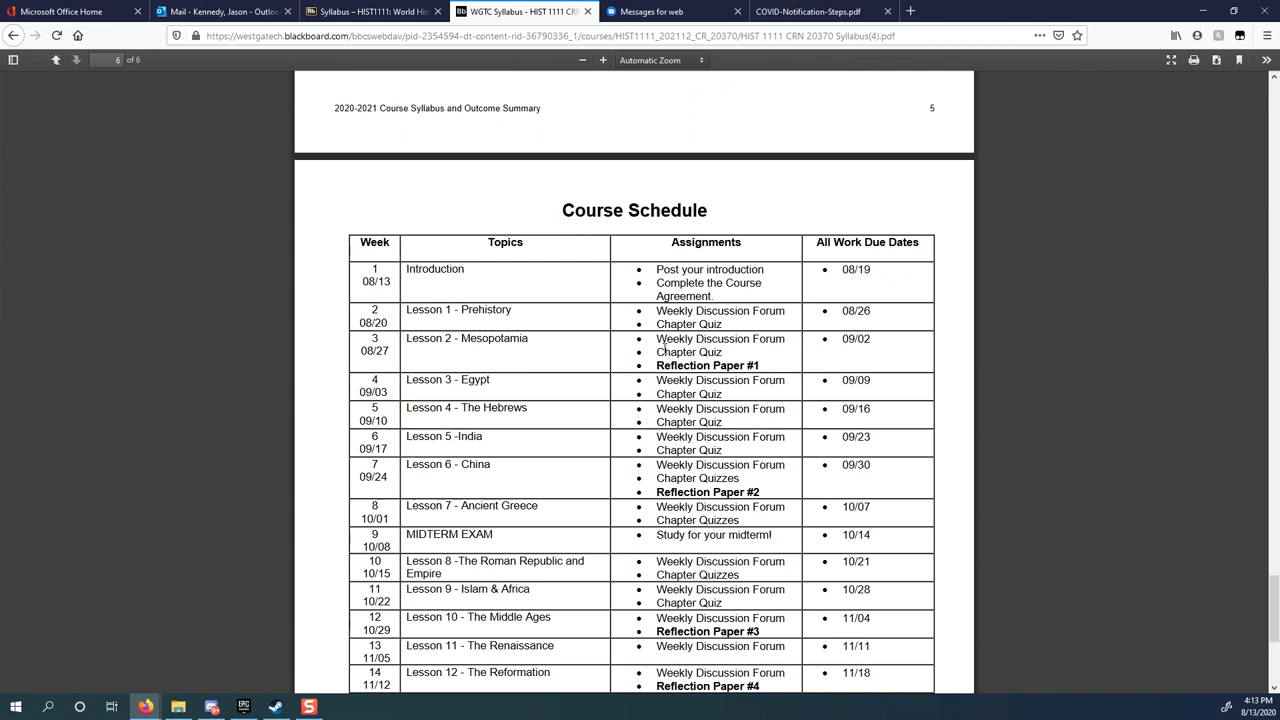 Microsoft Office Home
Mail - Kennedy, Jason - Outloo
Syllabus – HIST1111: World His
WGTC Syllabus - HIST 1111 CRN
Messages for web
COVID-Notification-Steps.pdf
https://westgatech.blackboard.com/bbcswebdav/pid-2354594-dt-content-rid-36790336_1/courses/HIST1111_202112_CR_20370/HIST 1111 CRN 20370 Syllabus(4).pdf
6 of 6
Automatic Zoom
2020-2021 Course Syllabus and Outcome Summary 5
Course Schedule
Week Topics Assignments All Work Due Dates
1 Introduction • Post your introduction • 08/19
08/13 • Complete the Course
Agreement.
2 Lesson 1 - Prehistory • Weekly Discussion Forum • 08/26
08/20 • Chapter Quiz
3 Lesson 2 - Mesopotamia • Weekly Discussion Forum • 09/02
08/27 • Chapter Quiz
• Reflection Paper #1
4 Lesson 3 - Egypt • Weekly Discussion Forum • 09/09
09/03 • Chapter Quiz
5 Lesson 4 - The Hebrews • Weekly Discussion Forum • 09/16
09/10 • Chapter Quiz
6 Lesson 5 -India • Weekly Discussion Forum • 09/23
09/17 • Chapter Quiz
7 Lesson 6 - China • Weekly Discussion Forum • 09/30
09/24 • Chapter Quizzes
• Reflection Paper #2
8 Lesson 7 - Ancient Greece • Weekly Discussion Forum • 10/07
10/01 • Chapter Quizzes
9 MIDTERM EXAM • Study for your midterm! • 10/14
10/08
10 Lesson 8 -The Roman Republic and • Weekly Discussion Forum • 10/21
10/15 Empire • Chapter Quizzes
11 Lesson 9 - Islam & Africa • Weekly Discussion Forum • 10/28
10/22 • Chapter Quiz
12 Lesson 10 - The Middle Ages • Weekly Discussion Forum • 11/04
10/29 • Reflection Paper #3
13 Lesson 11 - The Renaissance • Weekly Discussion Forum • 11/11
11/05
14 Lesson 12 - The Reformation • Weekly Discussion Forum • 11/18
11/12 • Reflection Paper #4
4:13 PM
8/13/2020